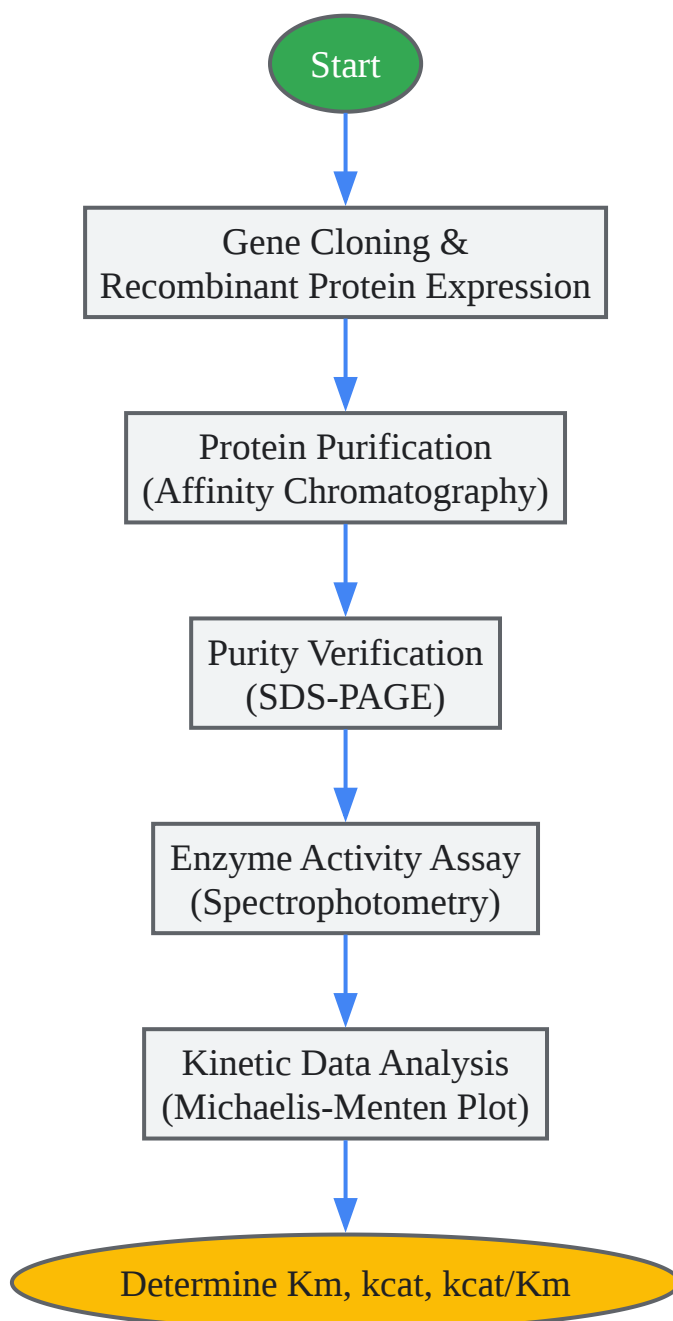 Start
Gene Cloning &
Recombinant Protein Expression
Protein Purification
(Affinity Chromatography)
Purity Verification
(SDS-PAGE)
Enzyme Activity Assay
(Spectrophotometry)
Kinetic Data Analysis
(Michaelis-Menten Plot)
Determine Km, kcat, kcat/Km